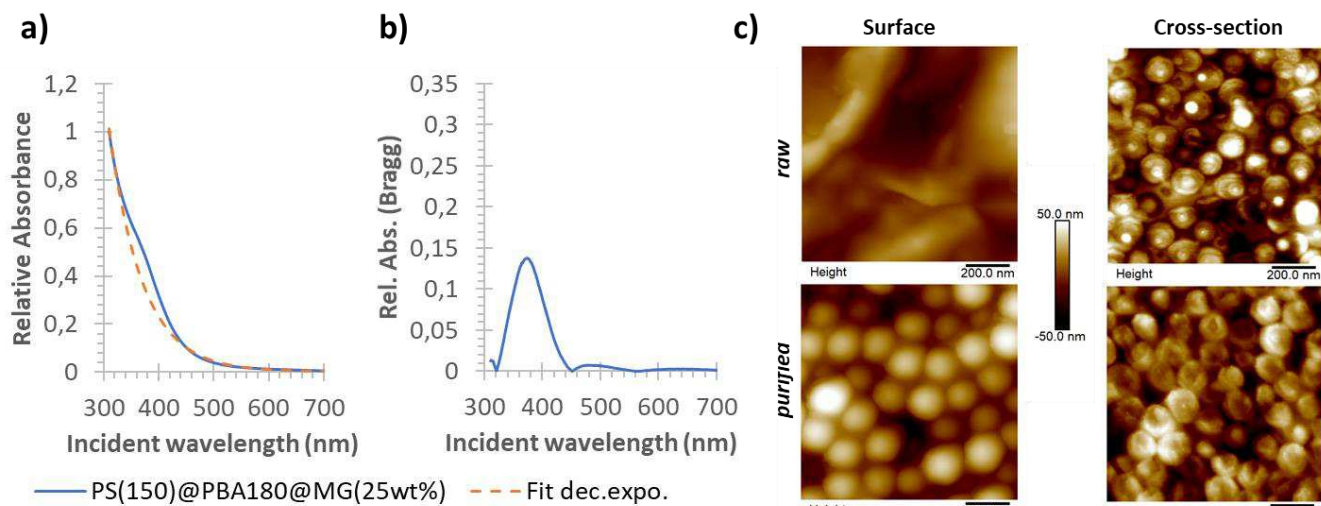 a)
Relative Absorbance
1,2
1
0,8
0,6
0,4
0,2
0
300 400 500 600 700
Incident wavelength (nm)
b)
Rel. Abs. (Bragg)
0,35
0,3
0,25
0,2
0,15
0,1
0,05
0
300 400 500 600 700
Incident wavelength (nm)
PS(150)@PBA180@MG(25wt%) Fit dec.expo.
c)
Surface Cross-section
raw
Height 200.0 nm
Height 200.0 nm
50.0 nm
-50.0 nm
purified